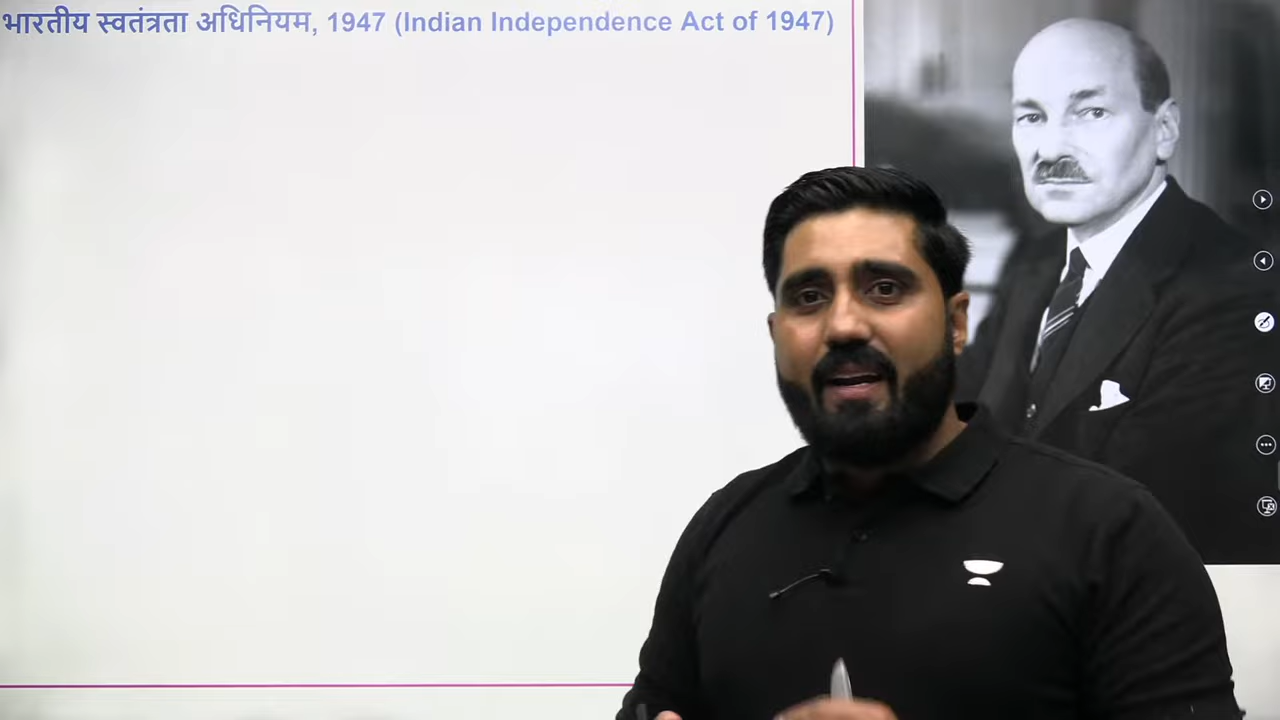 भारतीय स्वतंत्रता अधिनियम, 1947 (Indian Independence Act of 1947)